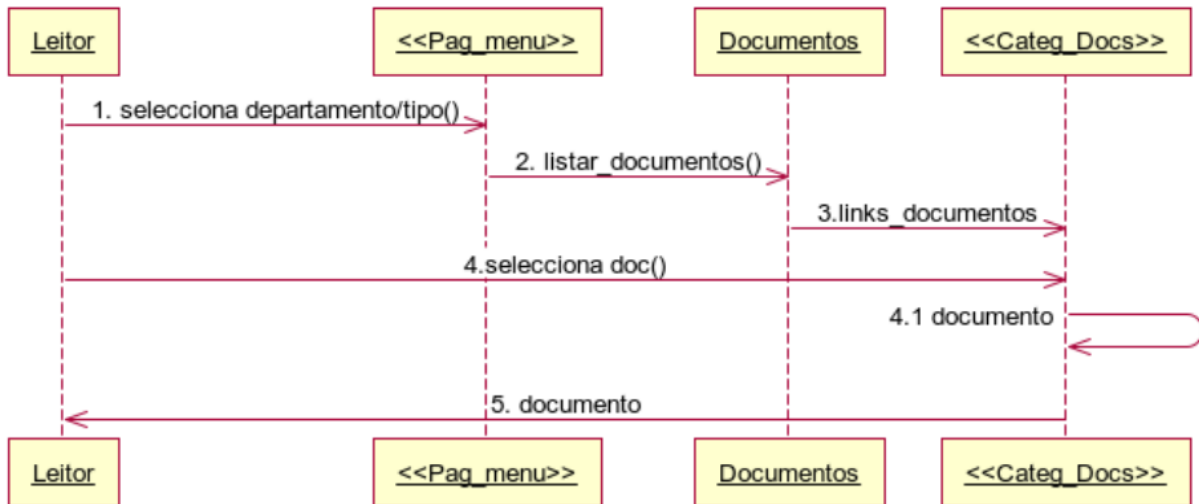 Leitor
<<Pag_menu>>
Documentos
<<Categ_Docs>>
1. selecciona departamento/tipo()
2. listar_documentos()
3.links_documentos
4.selecciona doc()
4.1 documento
5. documento
Leitor
<<Pag_menu>>
Documentos
<<Categ_Docs>>